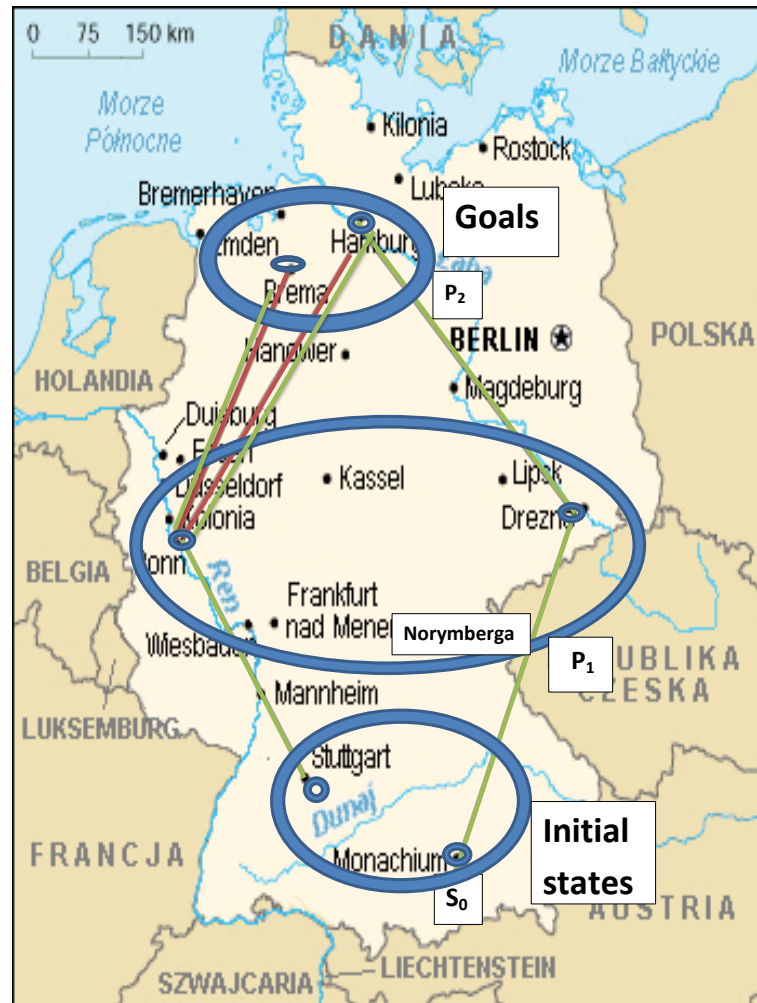 DANIA
0 75 150 km
Morze Bałtyckie
Morze
Północne
Kilonia
Rostock
Lubeka
Bremerhaven
Goals
Emden
Hamburg
Łaba
Brema
P₂
BERLIN
POLSKA
Hanower
HOLANDIA
Magdeburg
Duisburg
Essen
Kassel
Lipsk
Düsseldorf
Drezno
Kolonia
Bonn
BELGIA
Ren
Frankfurt
nad Menem
Norymberga
Wiesbaden
P₁
REPUBLIKA
CZESKA
Mannheim
LUKSEMBURG
Stuttgart
Dunaj
Initial
states
FRANCJA
Monachium
S₀
AUSTRIA
LIECHTENSTEIN
SZWAJCARIA